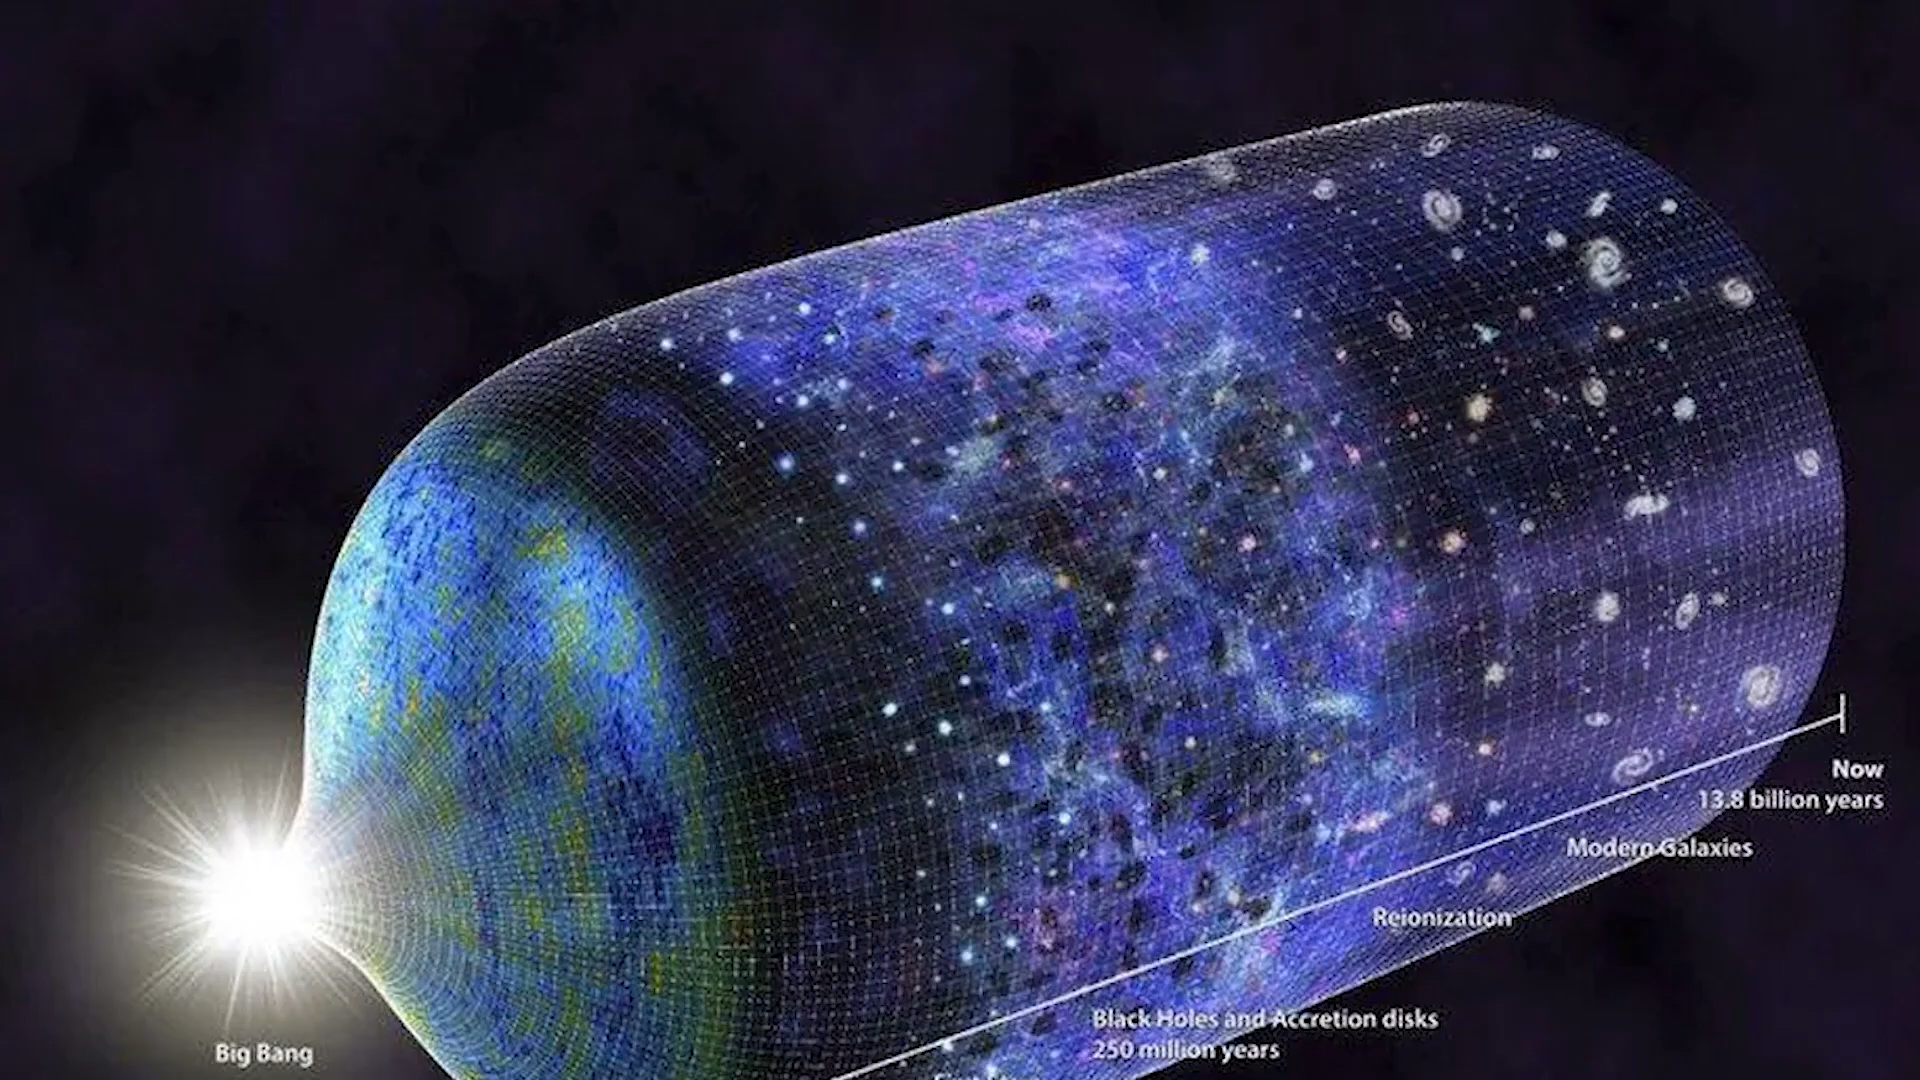 Now
13.8 billion years
Modern Galaxies
Reionization
Black Holes and Accretion disks
250 million years
Big Bang